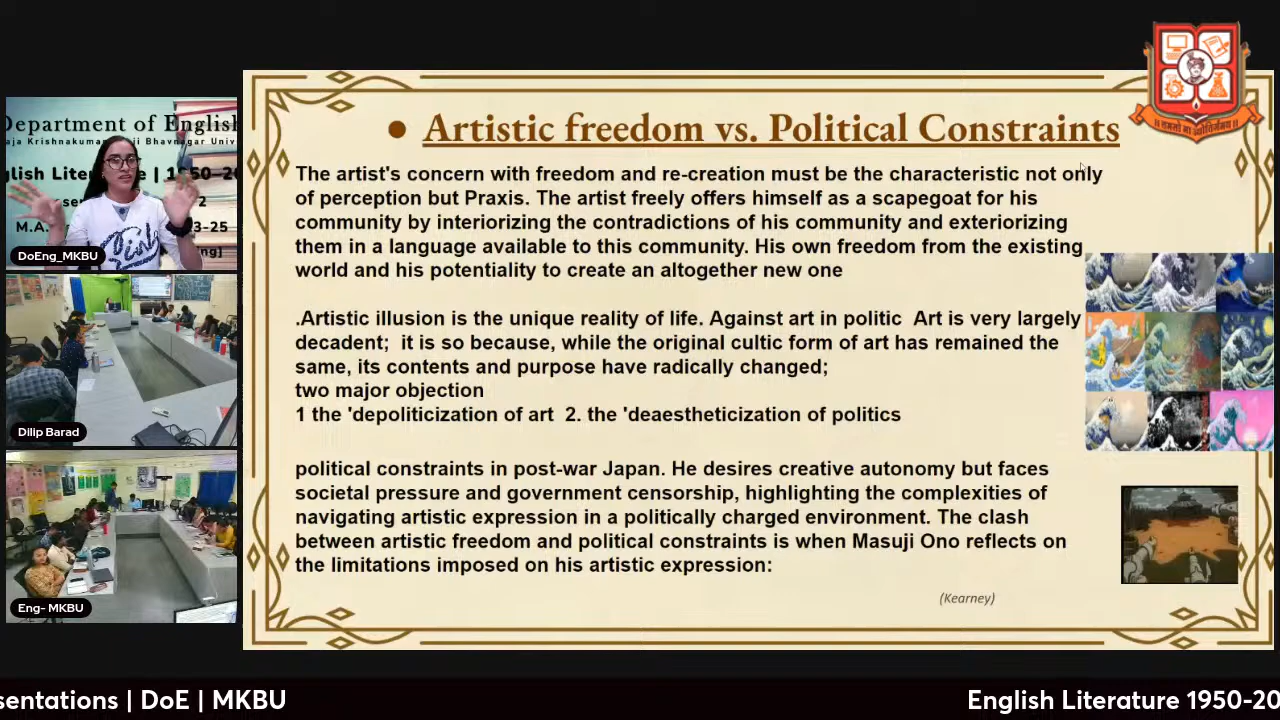 Department of English
Krishnakumar
Bhavnagar Univ
English
M.A.
DoEng_MKBU
Dilip Barad
Eng- MKBU
● Artistic freedom vs. Political Constraints
The artist's concern with freedom and re-creation must be the characteristic not only
of perception but Praxis. The artist freely offers himself as a scapegoat for his
community by interiorizing the contradictions of his community and exteriorizing
them in a language available to this community. His own freedom from the existing
world and his potentiality to create an altogether new one
.Artistic illusion is the unique reality of life. Against art in politic Art is very largely
decadent; it is so because, while the original cultic form of art has remained the
same, its contents and purpose have radically changed;
two major objection
1 the 'depoliticization of art 2. the 'deaestheticization of politics
political constraints in post-war Japan. He desires creative autonomy but faces
societal pressure and government censorship, highlighting the complexities of
navigating artistic expression in a politically charged environment. The clash
between artistic freedom and political constraints is when Masuji Ono reflects on
the limitations imposed on his artistic expression:
(Kearney)
sentations | DoE | MKBU
English Literature 1950-20